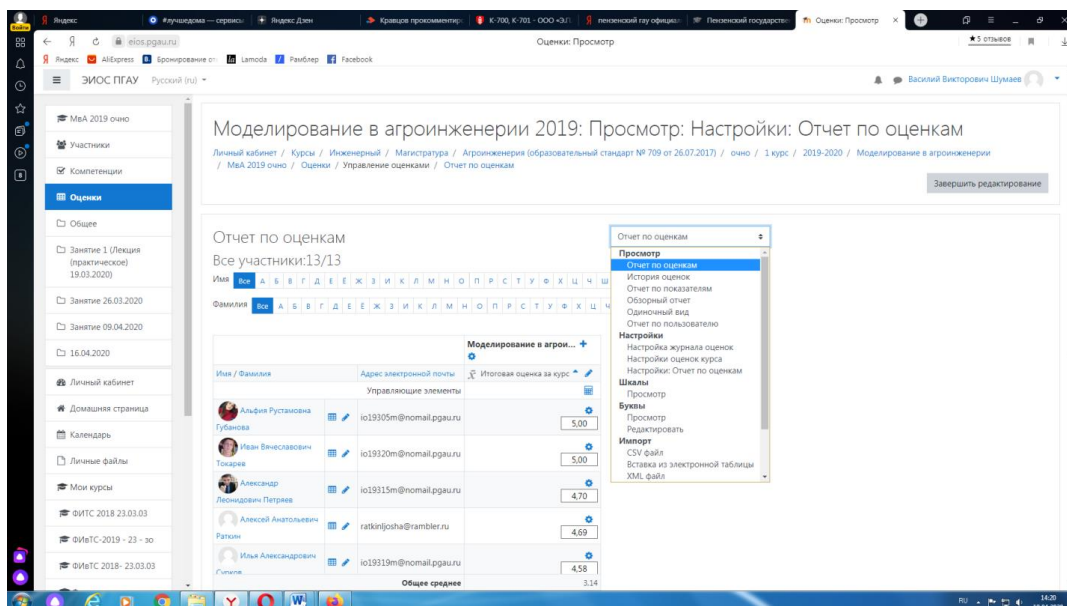 Яндекс
#лучшедома — сервисы
Яндекс Дзен
Кравцов прокомментир
К-700, К-701 - ООО «Э.П
пензенский гау официал
Пензенский государстве
Оценки: Просмотр
Войти
eios.pgau.ru
Оценки: Просмотр
★5 отзывов
Яндекс
AliExpress
Бронирование от
Lamoda
Рамблер
Facebook
ЭИОС ПГАУ
Русский (ru)
Василий Викторович Шумаев
МвА 2019 очно
Участники
Компетенции
Оценки
Общее
Занятие 1 (Лекция
(практическое)
19.03.2020)
Занятие 26.03.2020
Занятие 09.04.2020
16.04.2020
Личный кабинет
Домашняя страница
Календарь
Личные файлы
Мои курсы
ФИТС 2018 23.03.03
ФИвТС-2019 - 23 - зо
ФИвТС 2018- 23.03.03
Моделирование в агроинженерии 2019: Просмотр: Настройки: Отчет по оценкам
Личный кабинет / Курсы / Инженерный / Магистратура / Агроинженерия (образовательный стандарт № 709 от 26.07.2017) / очно / 1 курс / 2019-2020 / Моделирование в агроинженерии
/ МвА 2019 очно / Оценки / Управление оценками / Отчет по оценкам
Завершить редактирование
Отчет по оценкам
Все участники:13/13
Имя Все А Б В Г Д Е Ё Ж З И К Л М Н О П Р С Т У Ф Х Ц Ч Ш
Фамилия Все А Б В Г Д Е Ё Ж З И К Л М Н О П Р С Т У Ф Х Ц Ч
Моделирование в агрои...
Имя / Фамилия
Адрес электронной почты
Итоговая оценка за курс
Управляющие элементы
Альфия Рустамовна
Губанова
io19305m@nomail.pgau.ru
5,00
Иван Вячеславович
Токарев
io19320m@nomail.pgau.ru
5,00
Александр
Леонидович Петряев
io19315m@nomail.pgau.ru
4,70
Алексей Анатольевич
Раткин
ratkinljosha@rambler.ru
4,69
Илья Александрович
io19319m@nomail.pgau.ru
4,58
Общее среднее
3,14
Отчет по оценкам
Просмотр
Отчет по оценкам
История оценок
Отчет по показателям
Обзорный отчет
Одиночный вид
Отчет по пользователю
Настройки
Настройка журнала оценок
Настройки оценок курса
Настройки: Отчет по оценкам
Шкалы
Просмотр
Буквы
Просмотр
Редактировать
Импорт
CSV файл
Вставка из электронной таблицы
XML файл
RU
14:20